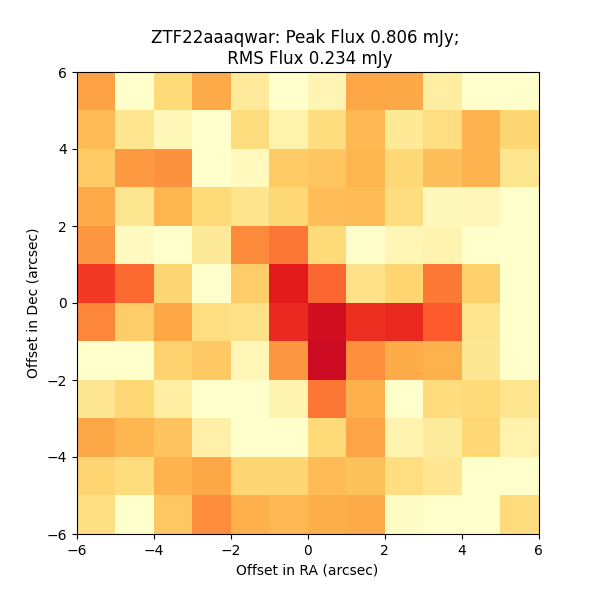 ZTF22aaaqwar: Peak Flux 0.806 mJy;
RMS Flux 0.234 mJy
6
4
2
0
−2
−4
−6
Offset in Dec (arcsec)
−6 −4 −2 0 2 4 6
Offset in RA (arcsec)